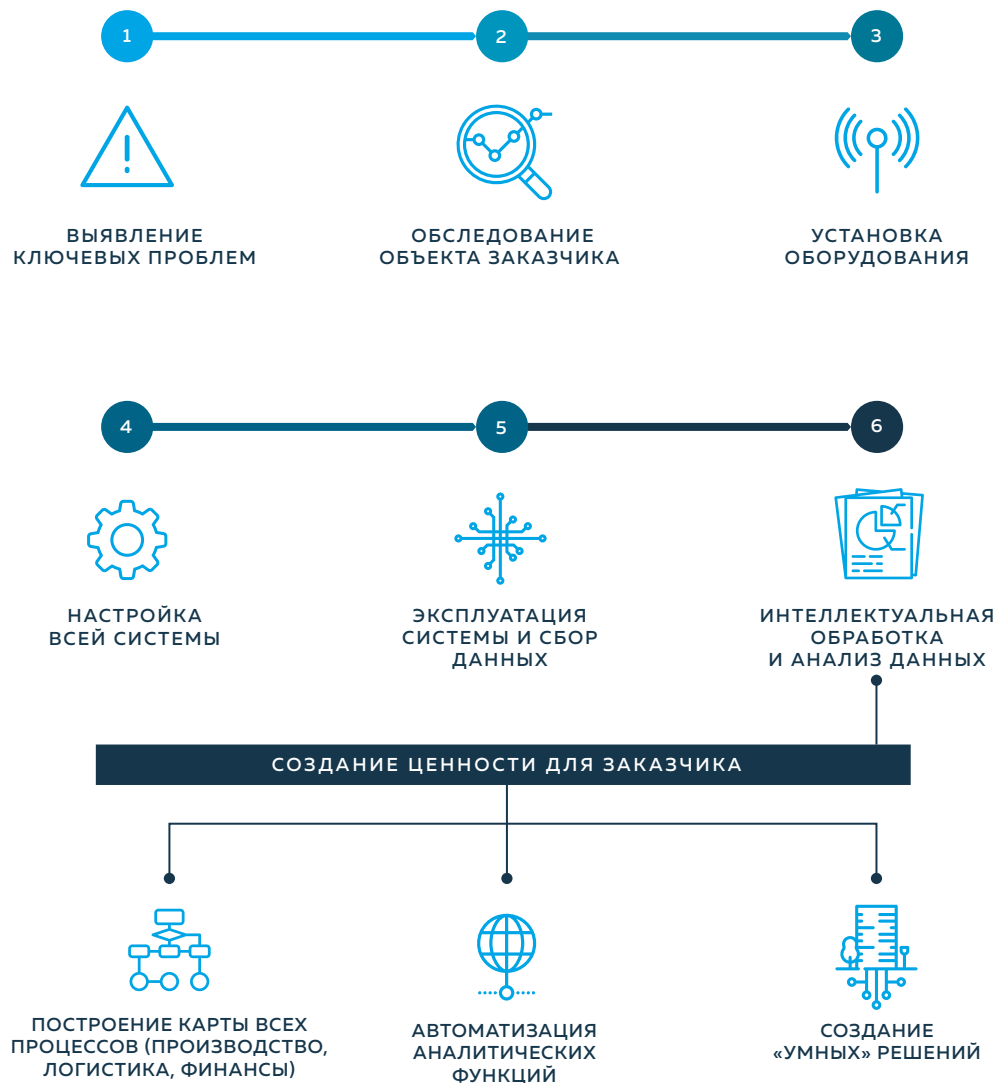 1
2
3
ВЫЯВЛЕНИЕ
КЛЮЧЕВЫХ ПРОБЛЕМ
ОБСЛЕДОВАНИЕ
ОБЪЕКТА ЗАКАЗЧИКА
УСТАНОВКА
ОБОРУДОВАНИЯ
4
5
6
НАСТРОЙКА
ВСЕЙ СИСТЕМЫ
ЭКСПЛУАТАЦИЯ
СИСТЕМЫ И СБОР
ДАННЫХ
ИНТЕЛЛЕКТУАЛЬНАЯ
ОБРАБОТКА
И АНАЛИЗ ДАННЫХ
СОЗДАНИЕ ЦЕННОСТИ ДЛЯ ЗАКАЗЧИКА
ПОСТРОЕНИЕ КАРТЫ ВСЕХ
ПРОЦЕССОВ (ПРОИЗВОДСТВО,
ЛОГИСТИКА, ФИНАНСЫ)
АВТОМАТИЗАЦИЯ
АНАЛИТИЧЕСКИХ
ФУНКЦИЙ
СОЗДАНИЕ
«УМНЫХ» РЕШЕНИЙ